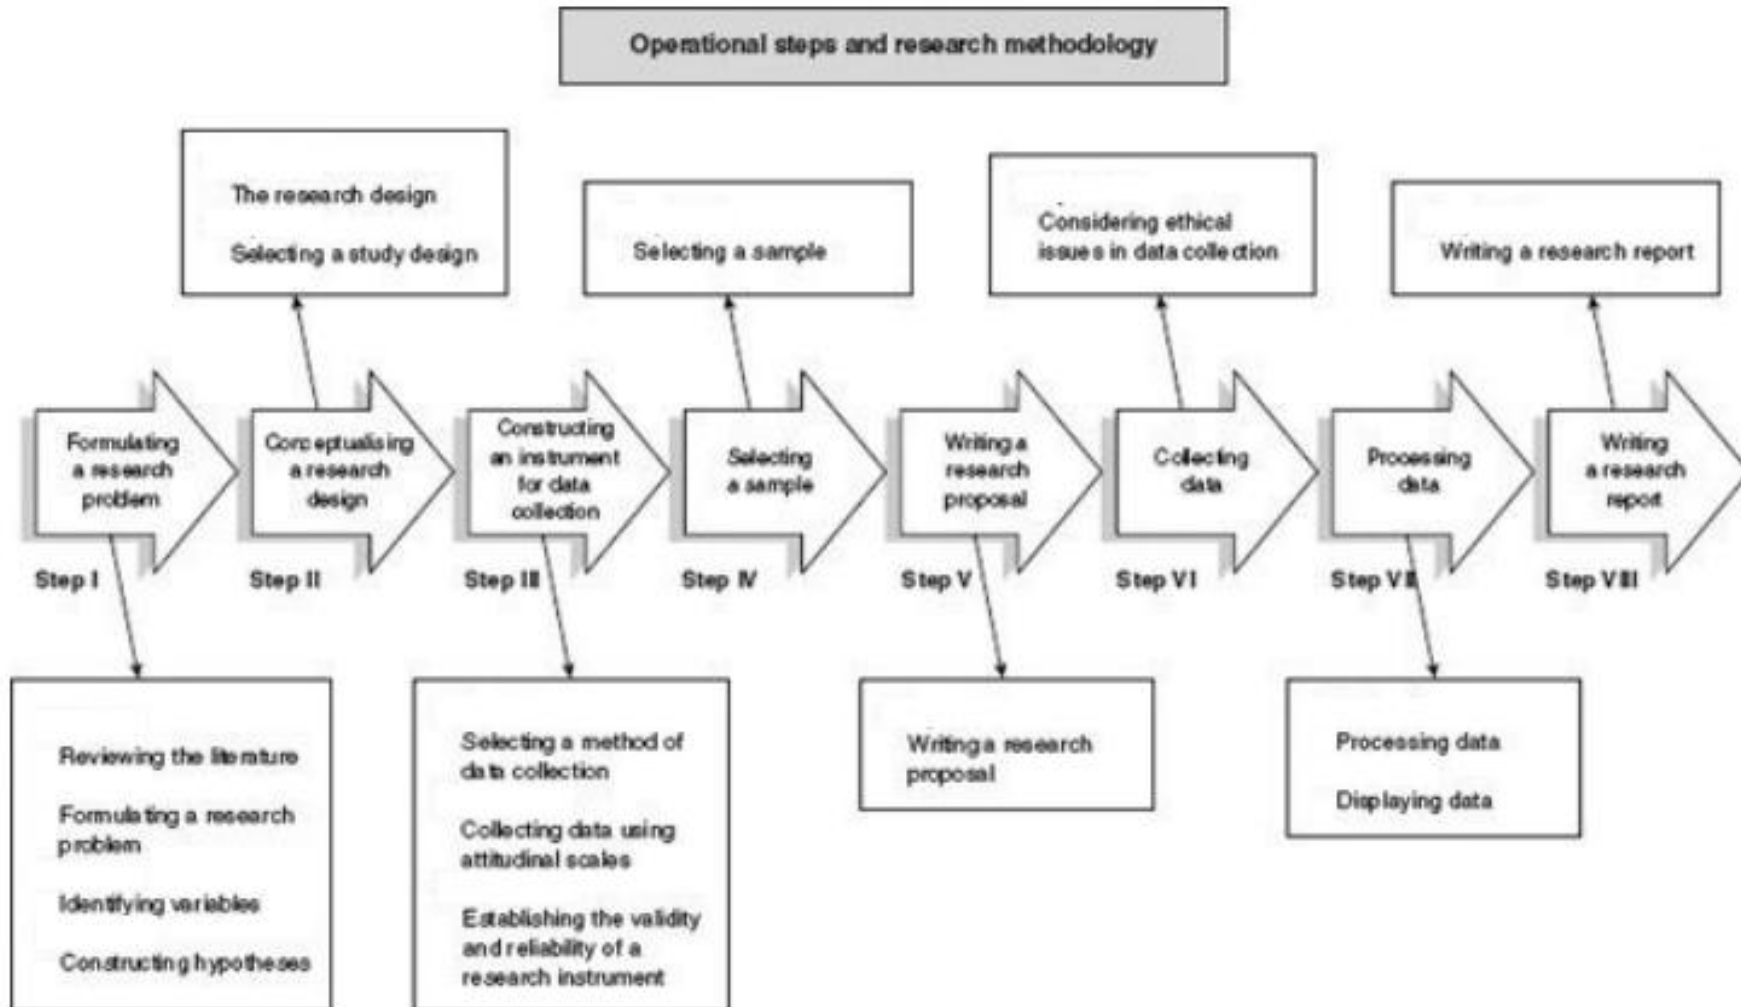 Operational steps and research methodology
The research design
Selecting a study design
Selecting a sample
Considering ethical
issues in data collection
Writing a research report
Formulating
a research
problem
Conceptualising
a research
design
Constructing
an instrument
for data
collection
Selecting
a sample
Writing a
research
proposal
Collecting
data
Processing
data
Writing
a research
report
Step I
Step II
Step III
Step IV
Step V
Step VI
Step VII
Step VIII
Reviewing the literature
Formulating a research
problem
Identifying variables
Constructing hypotheses
Selecting a method of
data collection
Collecting data using
attitudinal scales
Establishing the validity
and reliability of a
research instrument
Writing a research
proposal
Processing data
Displaying data